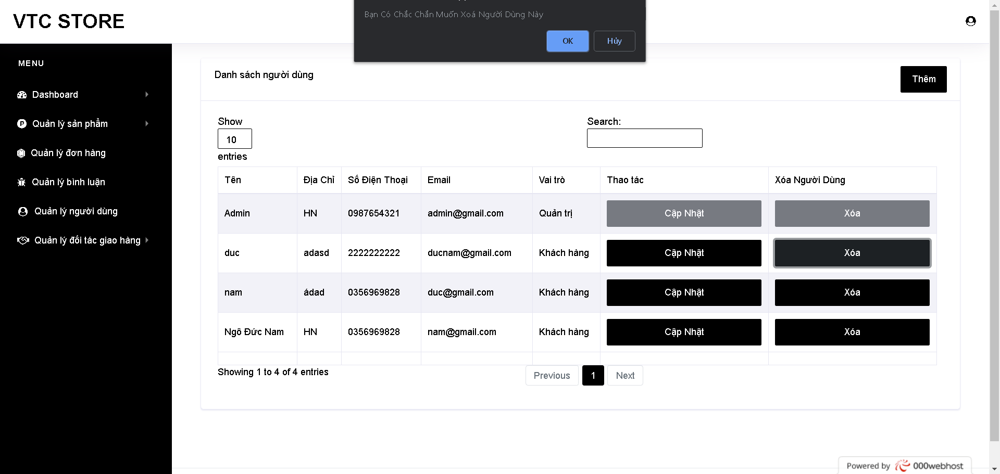 Bạn Có Chắc Chắn Muốn Xoá Người Dùng Này
OK Hủy
VTC STORE
MENU
Dashboard
Quản lý sản phẩm
Quản lý đơn hàng
Quản lý bình luận
Quản lý người dùng
Quản lý đối tác giao hàng
Danh sách người dùng Thêm
Show Search:
10
entries
Tên Địa Chỉ Số Điện Thoại Email Vai trò Thao tác Xóa Người Dùng
Admin HN 0987654321 admin@gmail.com Quản trị Cập Nhật Xóa
duc adasd 2222222222 ducnam@gmail.com Khách hàng Cập Nhật Xóa
nam ádad 0356969828 duc@gmail.com Khách hàng Cập Nhật Xóa
Ngô Đức Nam HN 0356969828 nam@gmail.com Khách hàng Cập Nhật Xóa
Showing 1 to 4 of 4 entries Previous 1 Next
Powered by 000webhost